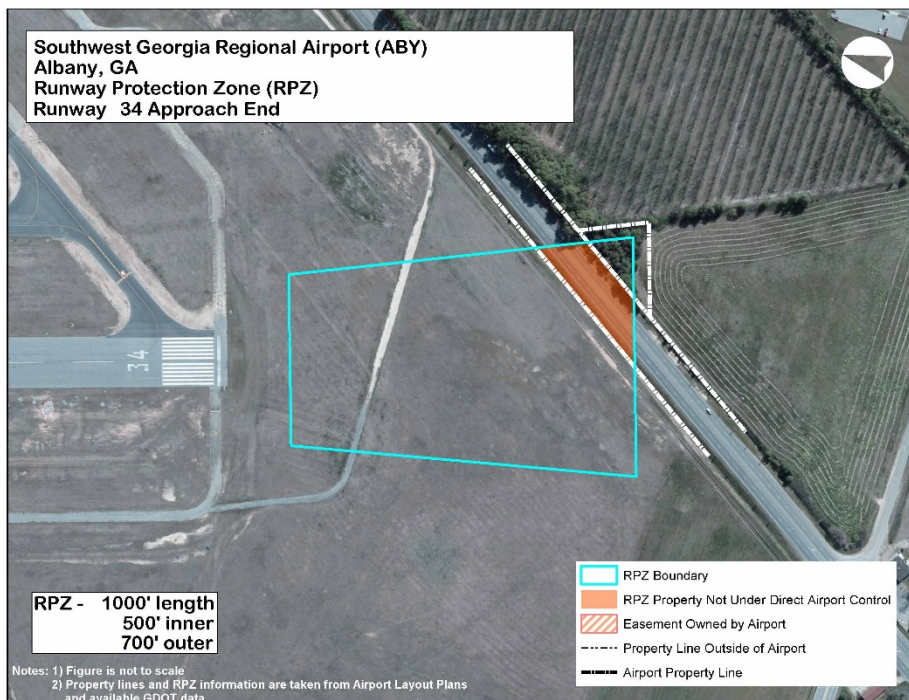 Southwest Georgia Regional Airport (ABY)
Albany, GA
Runway Protection Zone (RPZ)
Runway 34 Approach End
34
RPZ - 1000' length
500' inner
700' outer
RPZ Boundary
RPZ Property Not Under Direct Airport Control
Easement Owned by Airport
Property Line Outside of Airport
Airport Property Line
Notes: 1) Figure is not to scale
2) Property lines and RPZ information are taken from Airport Layout Plans
and available GDOT data